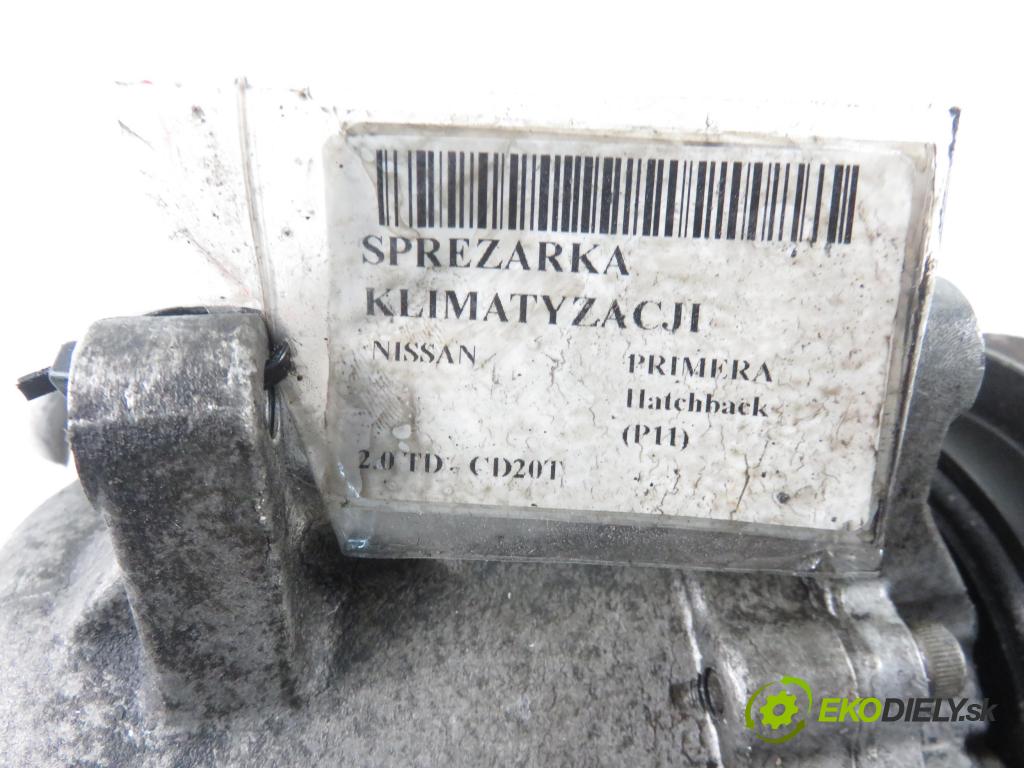 SPREZARKA
KLIMATYZACJI
NISSAN
PRIMERA
Hatchback
(P11)
2.0 TD - CD20T
EKODIELY.sk